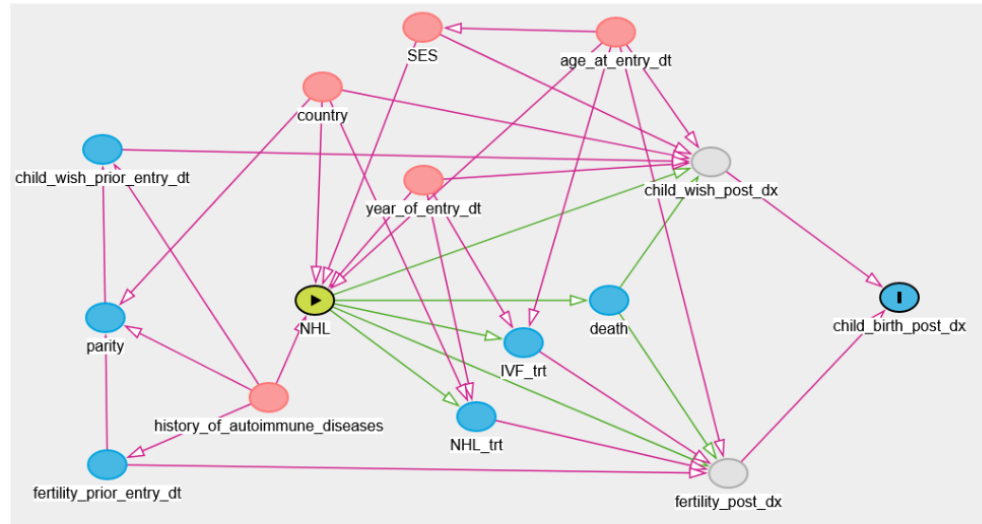 SES
age_at_entry_dt
country
child_wish_prior_entry_dt
child_wish_post_dx
year_of_entry_dt
NHL
death
child_birth_post_dx
parity
IVF_trt
history_of_autoimmune_diseases
NHL_trt
fertility_prior_entry_dt
fertility_post_dx